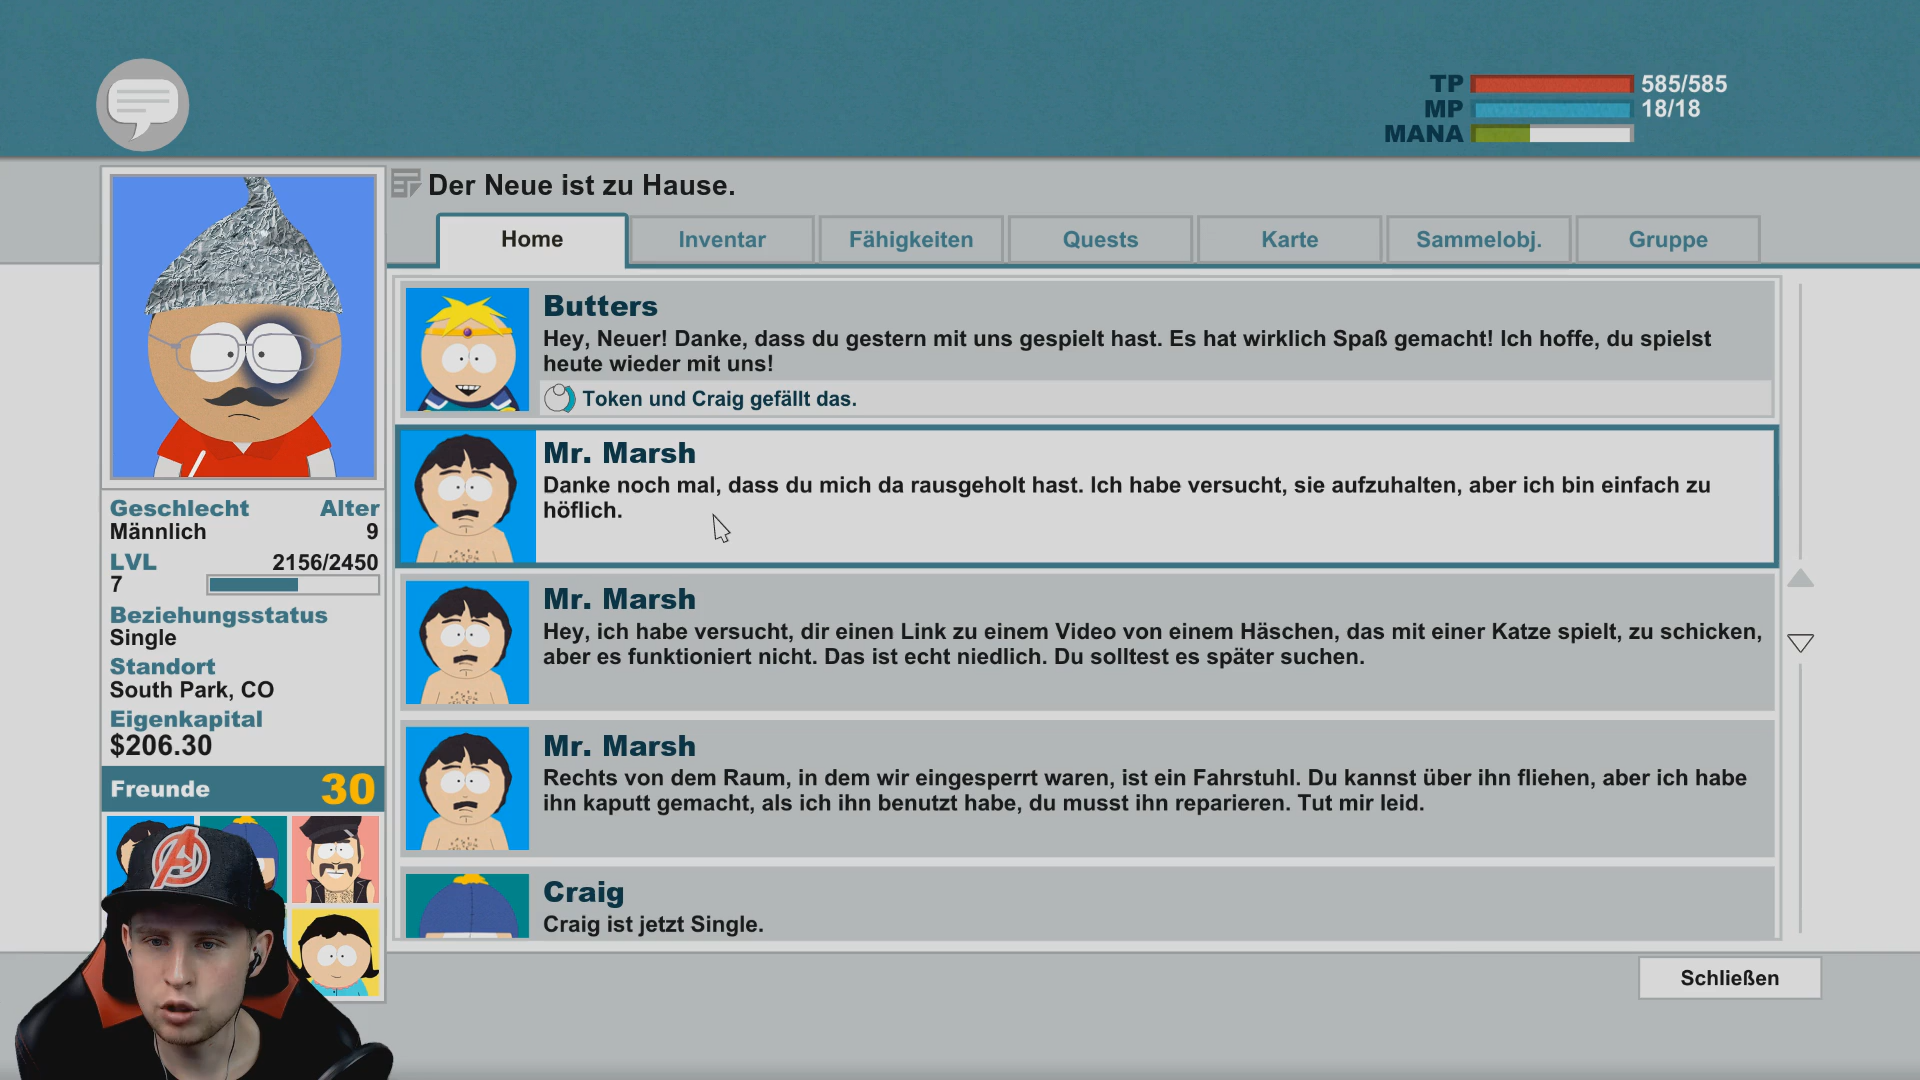 TP 585/585
MP 18/18
MANA
Der Neue ist zu Hause.
Home Inventar Fähigkeiten Quests Karte Sammelobj. Gruppe
Butters
Hey, Neuer! Danke, dass du gestern mit uns gespielt hast. Es hat wirklich Spaß gemacht! Ich hoffe, du spielst
heute wieder mit uns!
Token und Craig gefällt das.
Mr. Marsh
Danke noch mal, dass du mich da rausgeholt hast. Ich habe versucht, sie aufzuhalten, aber ich bin einfach zu
höflich.
Mr. Marsh
Hey, ich habe versucht, dir einen Link zu einem Video von einem Häschen, das mit einer Katze spielt, zu schicken,
aber es funktioniert nicht. Das ist echt niedlich. Du solltest es später suchen.
Mr. Marsh
Rechts von dem Raum, in dem wir eingesperrt waren, ist ein Fahrstuhl. Du kannst über ihn fliehen, aber ich habe
ihn kaputt gemacht, als ich ihn benutzt habe, du musst ihn reparieren. Tut mir leid.
Craig
Craig ist jetzt Single.
Geschlecht Alter
Männlich 9
LVL 2156/2450
7
Beziehungsstatus
Single
Standort
South Park, CO
Eigenkapital
$206.30
Freunde 30
A
Schließen